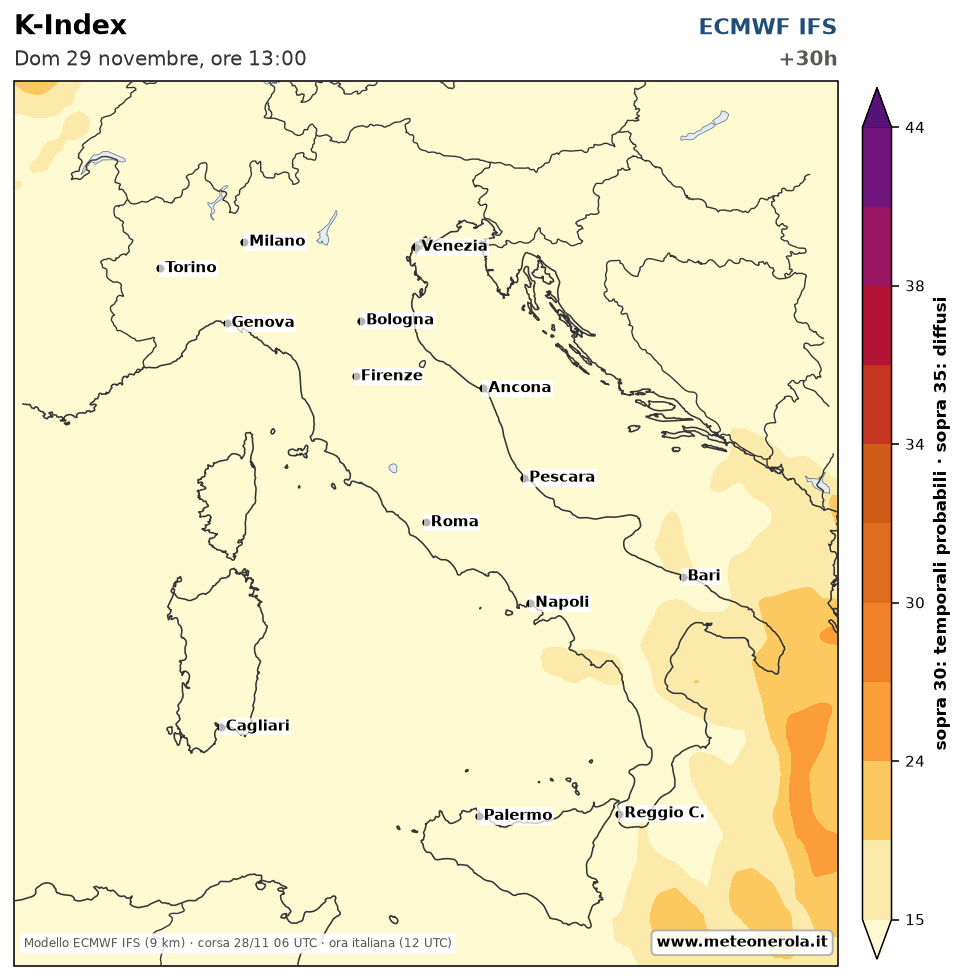 K-Index
ECMWF IFS
Dom 29 novembre, ore 13:00
+30h
44
38
34
30
24
15
sopra 30: temporali probabili · sopra 35: diffusi
Milano
Venezia
Torino
Genova
Bologna
Firenze
Ancona
Pescara
Roma
Bari
Napoli
Cagliari
Palermo
Reggio C.
Modello ECMWF IFS (9 km) · corsa 28/11 06 UTC · ora italiana (12 UTC)
www.meteonerola.it